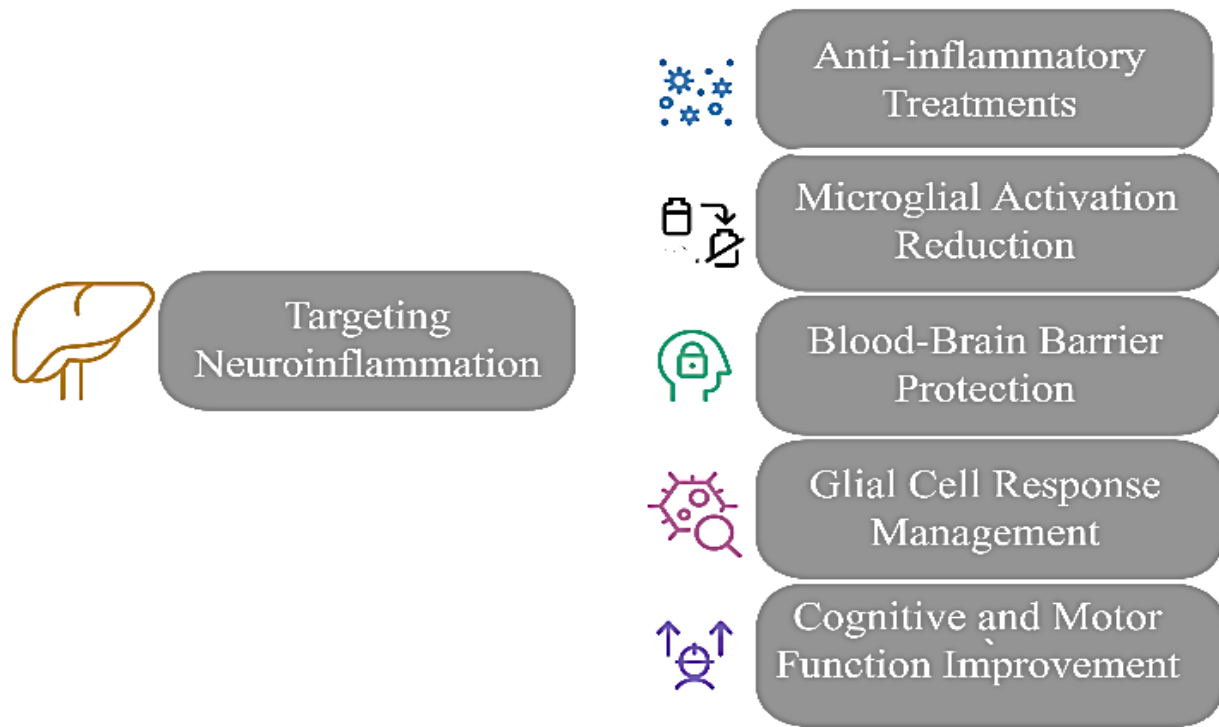 Anti-inflammatory
Treatments
Microglial Activation
Reduction
Targeting
Neuroinflammation
Blood-Brain Barrier
Protection
Glial Cell Response
Management
Cognitive and Motor
Function Improvement